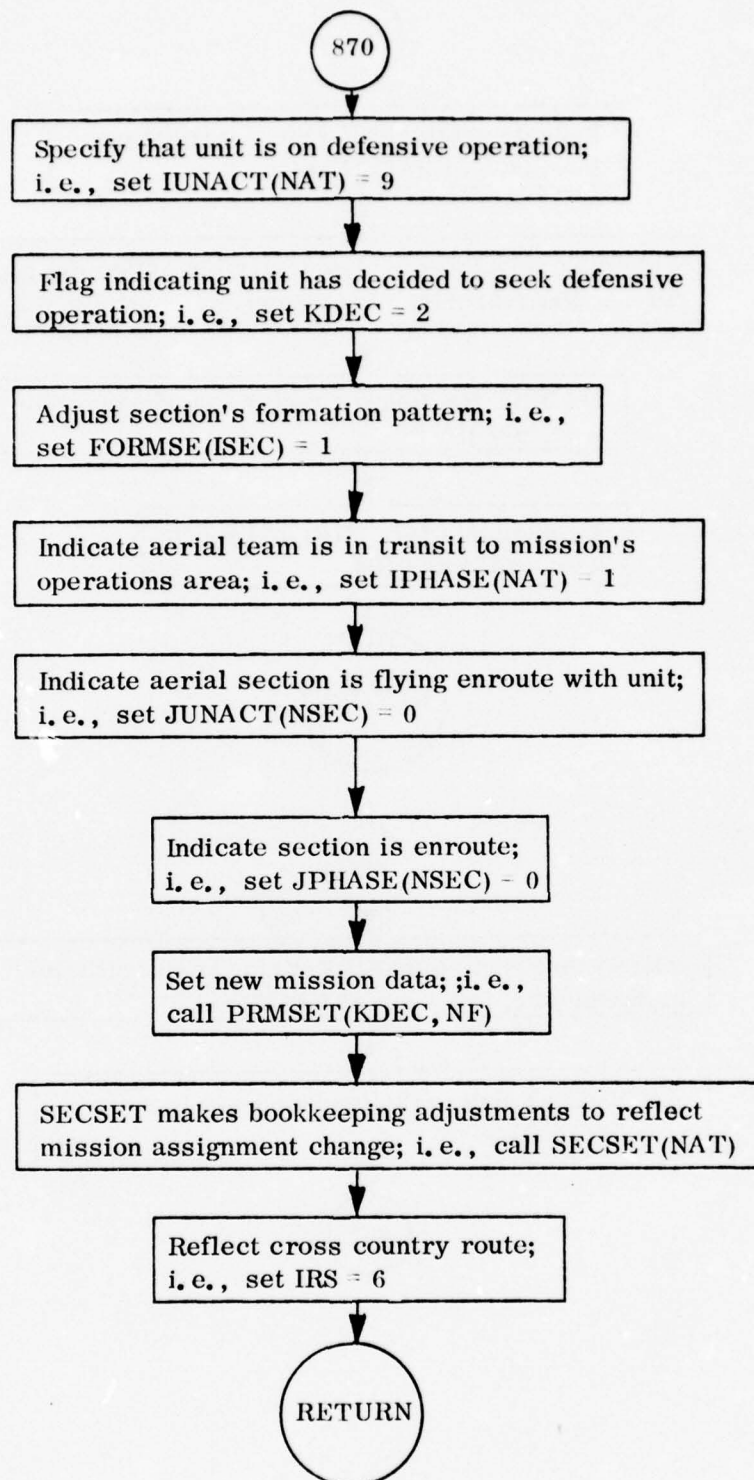 870
Specify that unit is on defensive operation;
i.e., set IUNACT(NAT) = 9
Flag indicating unit has decided to seek defensive
operation; i.e., set KDEC = 2
Adjust section's formation pattern; i.e.,
set FORMSE(ISEC) = 1
Indicate aerial team is in transit to mission's
operations area; i.e., set IPHASE(NAT) = 1
Indicate aerial section is flying enroute with unit;
i.e., set JUNACT(NSEC) = 0
Indicate section is enroute;
i.e., set JPHASE(NSEC) = 0
Set new mission data; ;i.e.,
call PRMSET(KDEC, NF)
SECSET makes bookkeeping adjustments to reflect
mission assignment change; i.e., call SECSET(NAT)
Reflect cross country route;
i.e., set IRS = 6
RETURN